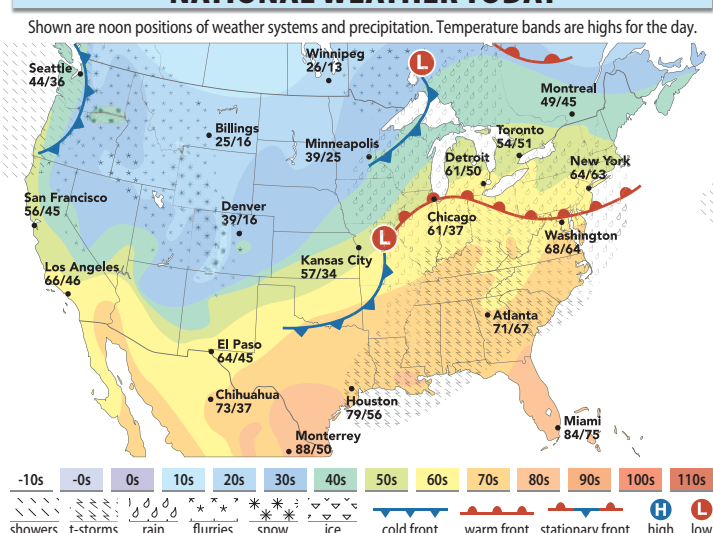 NATIONAL WEATHER TODAY
Shown are noon positions of weather systems and precipitation. Temperature bands are highs for the day.
Winnipeg
26/13
L
Seattle
44/36
Montreal
49/45
Billings
25/16
Toronto
54/51
Minneapolis
39/25
Detroit
61/50
New York
64/63
San Francisco
56/45
Denver
39/16
Chicago
61/37
L
Washington
68/64
Kansas City
57/34
Los Angeles
66/46
Atlanta
71/67
El Paso
64/45
Chihuahua
73/37
Houston
79/56
Miami
84/75
Monterrey
88/50
-10s -0s 0s 10s 20s 30s 40s 50s 60s 70s 80s 90s 100s 110s
H L
showers t-storms rain flurries snow ice cold front warm front stationary front high low